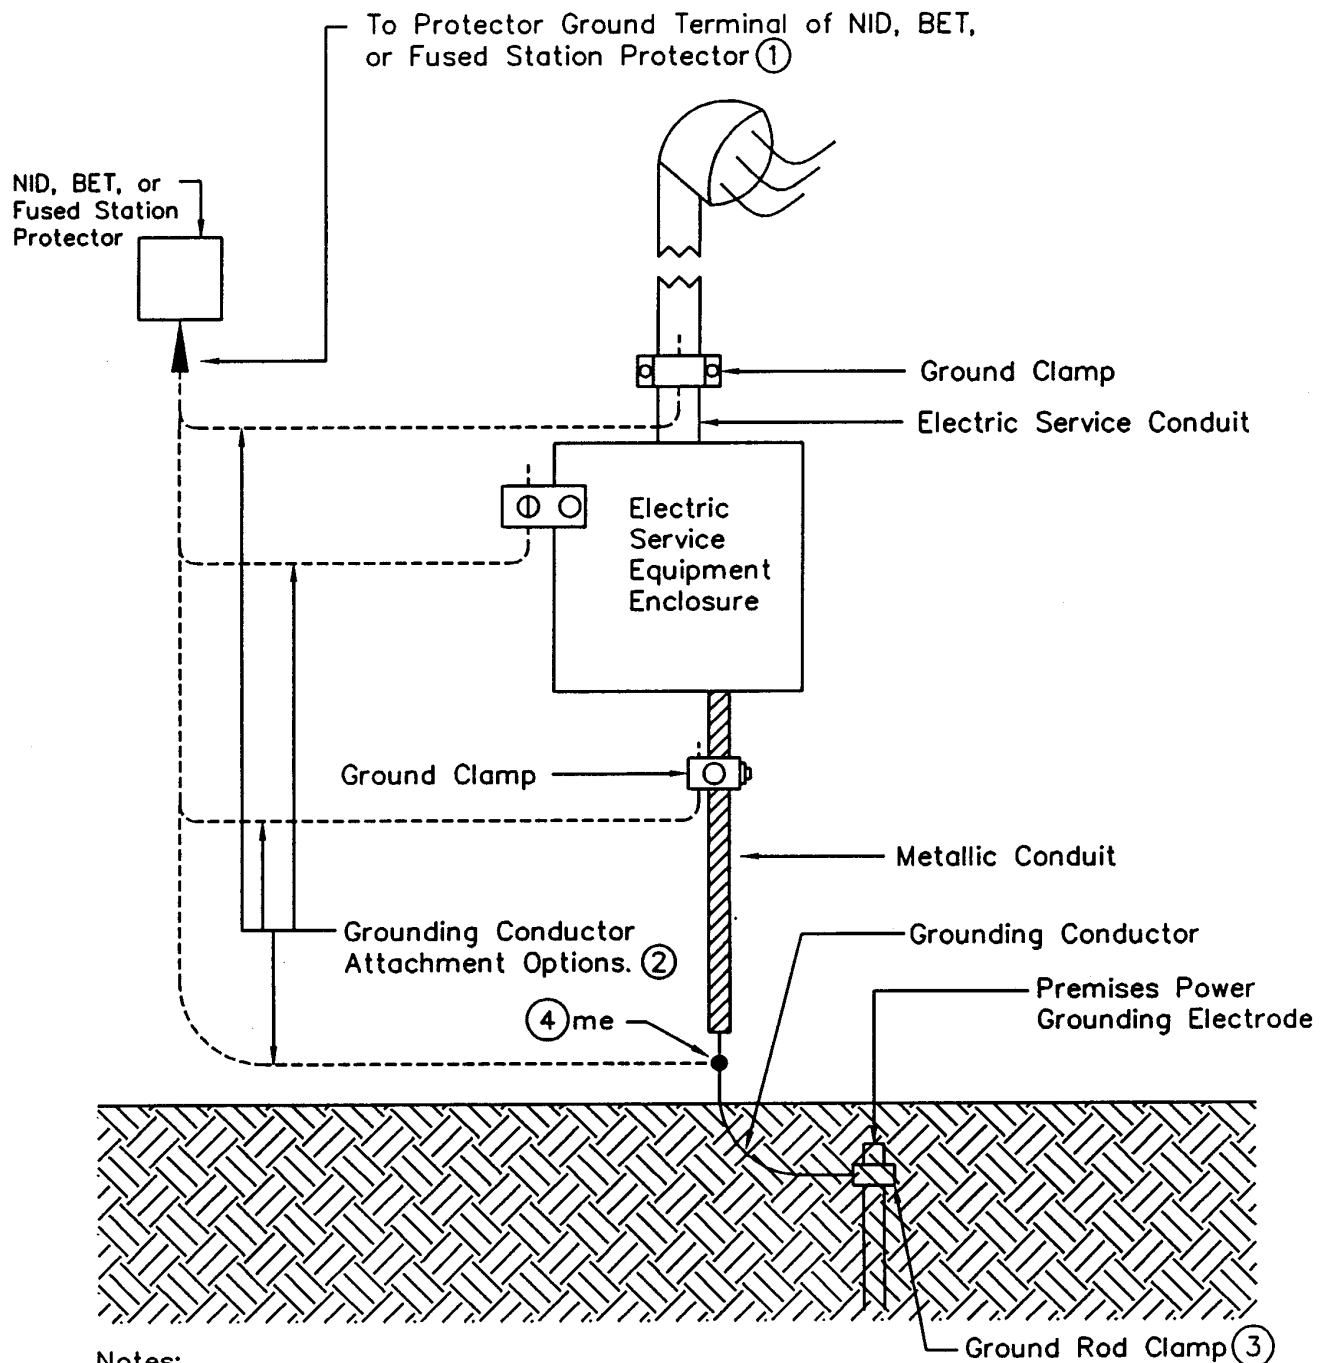 To Protector Ground Terminal of NID, BET,
or Fused Station Protector ①
NID, BET, or
Fused Station
Protector
Ground Clamp
Electric Service Conduit
Electric
Service
Equipment
Enclosure
Ground Clamp
Metallic Conduit
Grounding Conductor
Attachment Options. ②
Grounding Conductor
Premises Power
Grounding Electrode
④ me
Ground Rod Clamp ③
Notes: